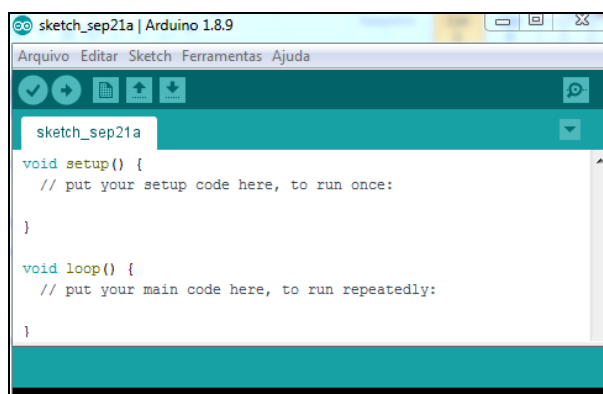 sketch_sep21a | Arduino 1.8.9
Arquivo Editar Sketch Ferramentas Ajuda
sketch_sep21a
void setup() {
// put your setup code here, to run once:
}
void loop() {
// put your main code here, to run repeatedly:
}